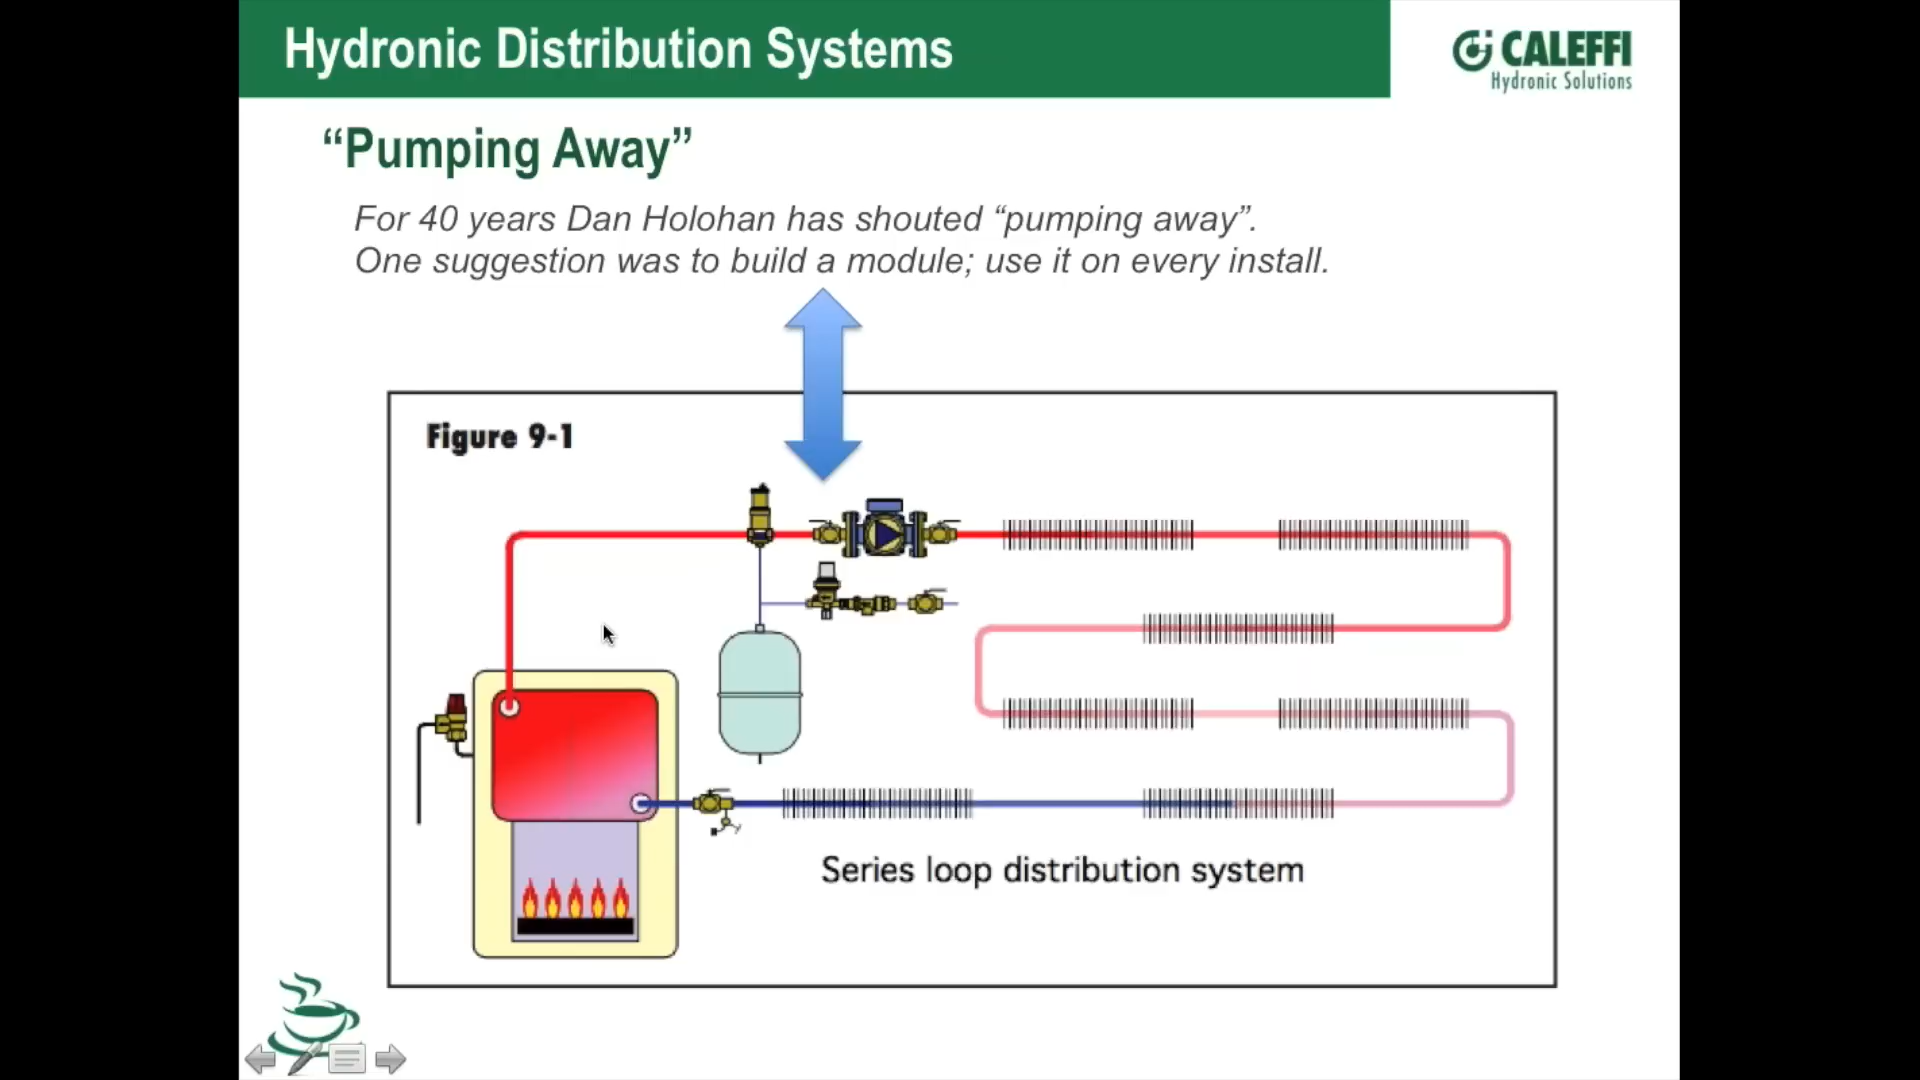 Hydronic Distribution Systems
CALEFFI
Hydronic Solutions
“Pumping Away”
For 40 years Dan Holohan has shouted “pumping away”.
One suggestion was to build a module; use it on every install.
Figure 9-1
Series loop distribution system